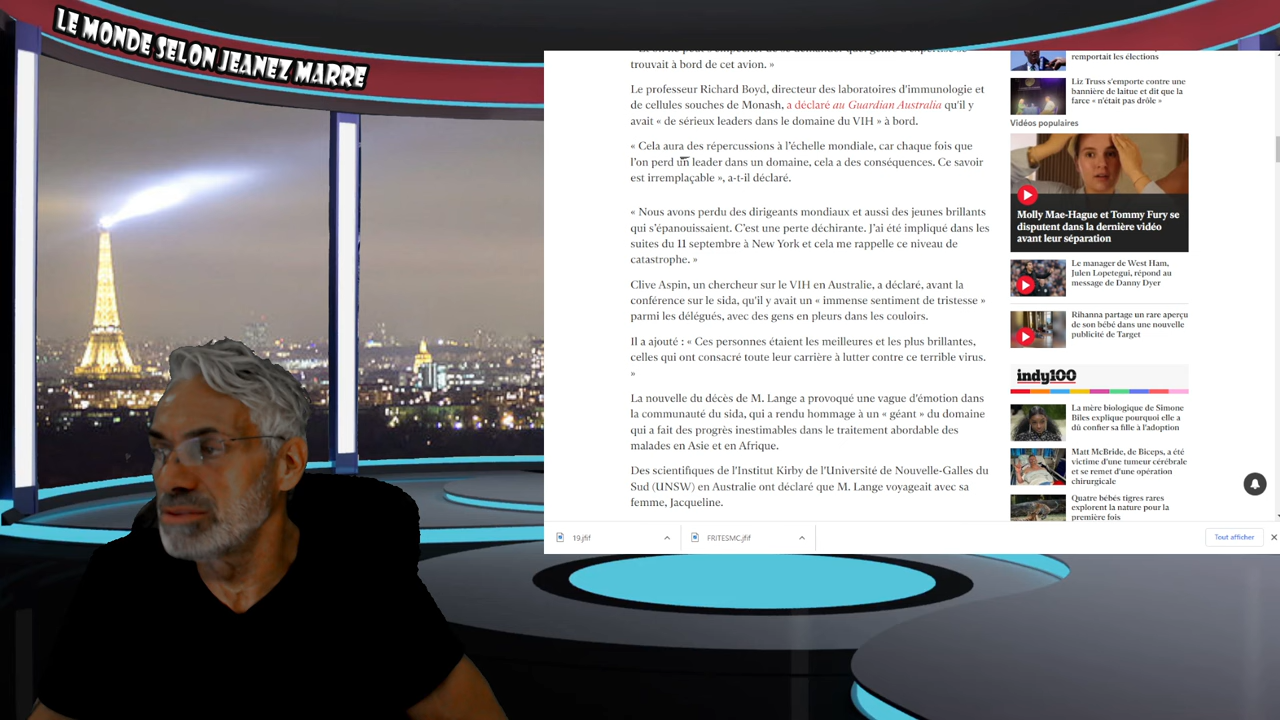 LE MONDE SELON JEANEZ MARRE
trouvait à bord de cet avion. »
Le professeur Richard Boyd, directeur des laboratoires d'immunologie et
de cellules souches de Monash, a déclaré au Guardian Australia qu'il y
avait « de sérieux leaders dans le domaine du VIH » à bord.
« Cela aura des répercussions à l'échelle mondiale, car chaque fois que
l'on perd un leader dans un domaine, cela a des conséquences. Ce savoir
est irremplaçable », a-t-il déclaré.
« Nous avons perdu des dirigeants mondiaux et aussi des jeunes brillants
qui s'épanouissaient. C'est une perte déchirante. J'ai été impliqué dans les
suites du 11 septembre à New York et cela me rappelle ce niveau de
catastrophe. »
Clive Aspin, un chercheur sur le VIH en Australie, a déclaré, avant la
conférence sur le sida, qu'il y avait un « immense sentiment de tristesse »
parmi les délégués, avec des gens en pleurs dans les couloirs.
Il a ajouté : « Ces personnes étaient les meilleures et les plus brillantes,
celles qui ont consacré toute leur carrière à lutter contre ce terrible virus.
»
La nouvelle du décès de M. Lange a provoqué une vague d'émotion dans
la communauté du sida, qui a rendu hommage à un « géant » du domaine
qui a fait des progrès inestimables dans le traitement abordable des
malades en Asie et en Afrique.
Des scientifiques de l'Institut Kirby de l'Université de Nouvelle-Galles du
Sud (UNSW) en Australie ont déclaré que M. Lange voyageait avec sa
femme, Jacqueline.
remportait les élections
Liz Truss s'emporte contre une
bannière de laitue et dit que la
farce « n'était pas drôle »
Vidéos populaires
Molly Mae-Hague et Tommy Fury se
disputent dans la dernière vidéo
avant leur séparation
Le manager de West Ham,
Julen Lopetegui, répond au
message de Danny Dyer
Rihanna partage un rare aperçu
de son bébé dans une nouvelle
publicité de Target
indy100
La mère biologique de Simone
Biles explique pourquoi elle a
dû confier sa fille à l'adoption
Matt McBride, de Biceps, a été
victime d'une tumeur cérébrale
et se remet d'une opération
chirurgicale
Quatre bébés tigres rares
explorent la nature pour la
première fois
19.jfif
FRITESMC.jfif
Tout afficher